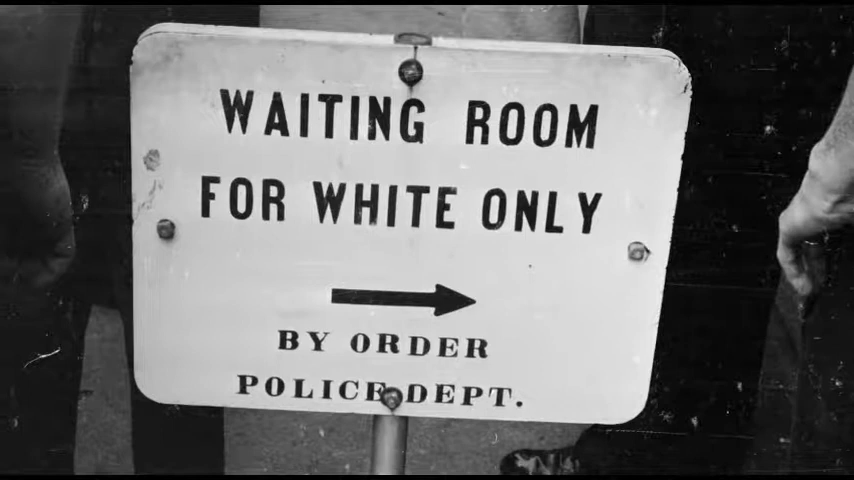 WAITING ROOM
FOR WHITE ONLY
BY ORDER
POLICE DEPT.